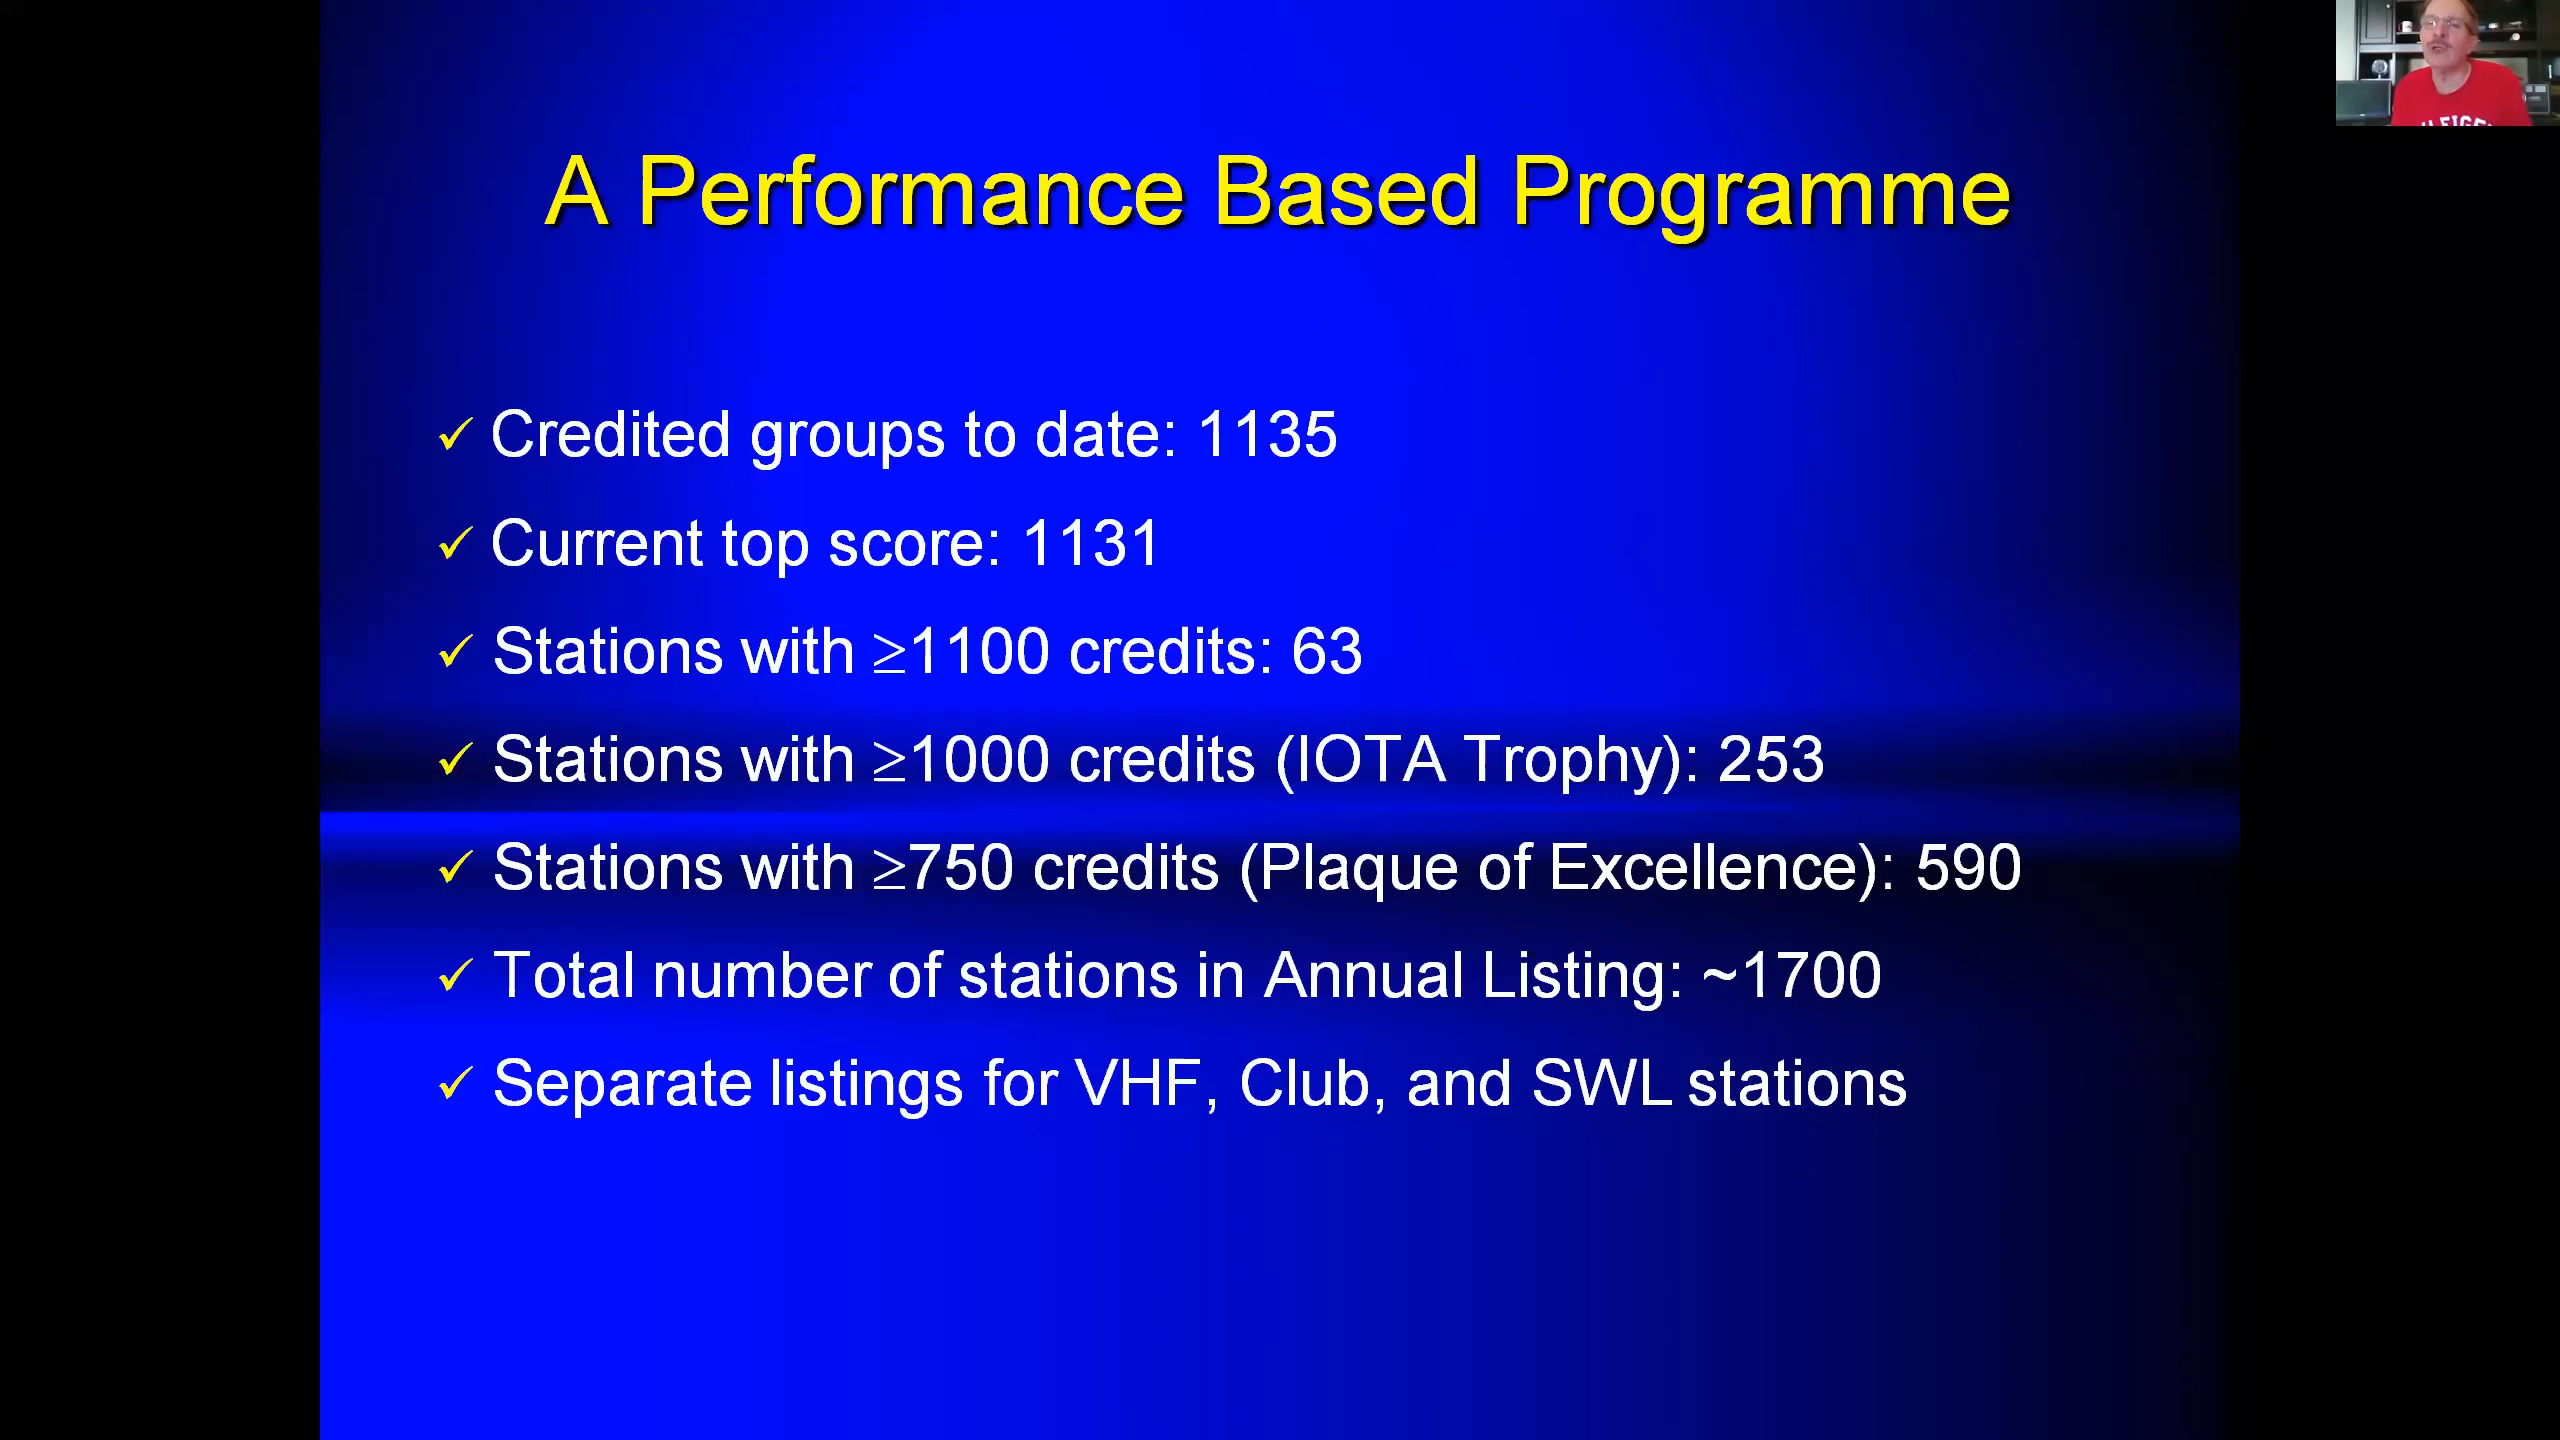 A Performance Based Programme
✓ Credited groups to date: 1135
✓ Current top score: 1131
✓ Stations with ≥1100 credits: 63
✓ Stations with ≥1000 credits (IOTA Trophy): 253
✓ Stations with ≥750 credits (Plaque of Excellence): 590
✓ Total number of stations in Annual Listing: ~1700
✓ Separate listings for VHF, Club, and SWL stations